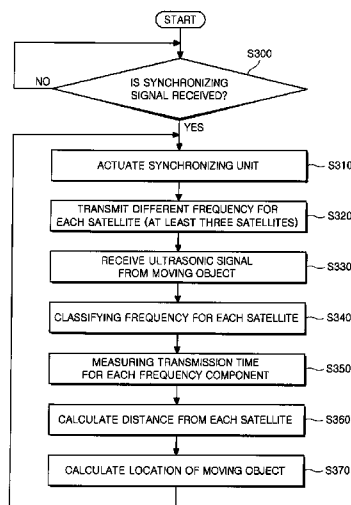 START
S300
NO
IS SYNCHRONIZING
SIGNAL RECEIVED?
YES
ACTUATE SYNCHRONIZING UNIT
S310
TRANSMIT DIFFERENT FREQUENCY FOR
EACH SATELLITE (AT LEAST THREE SATELLITES)
S320
RECEIVE ULTRASONIC SIGNAL
FROM MOVING OBJECT
S330
CLASSIFYING FREQUENCY FOR EACH SATELLITE
S340
MEASURING TRANSMISSION TIME
FOR EACH FREQUENCY COMPONENT
S350
CALCULATE DISTANCE FROM EACH SATELLITE
S360
CALCULATE LOCATION OF MOVING OBJECT
S370